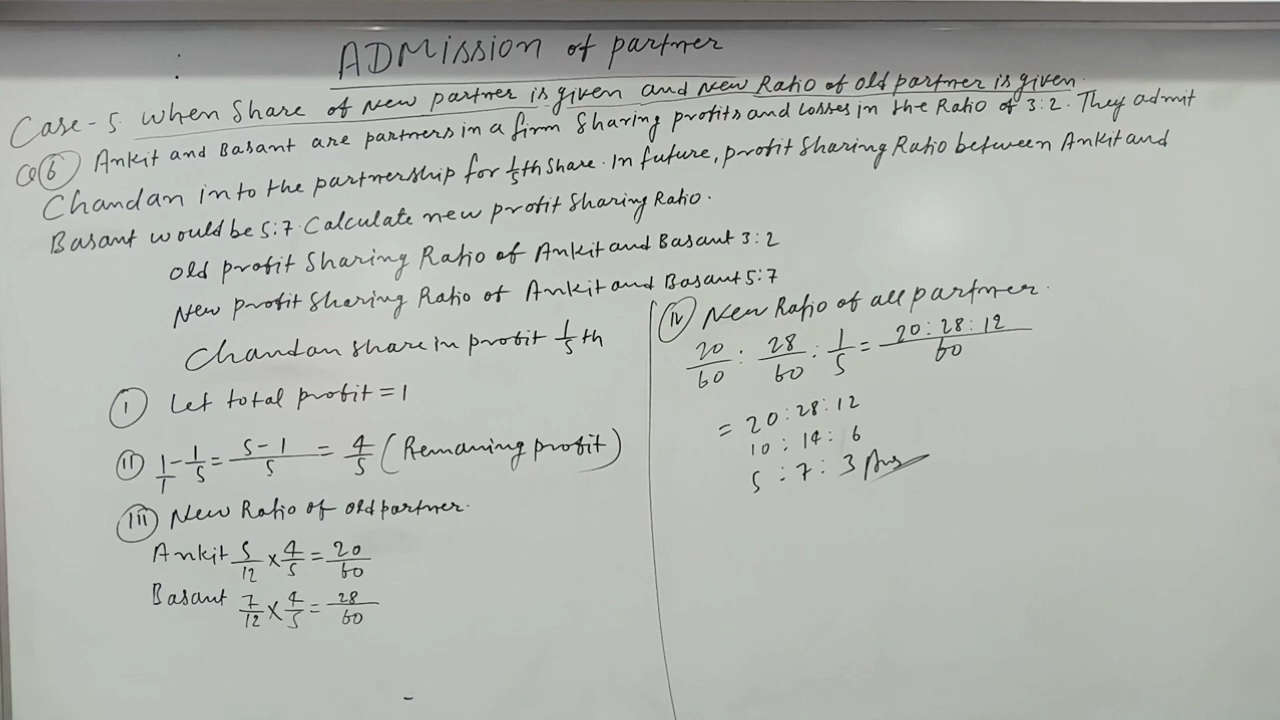 ADMission of partner
Case-5. When Share of New partner is given and New Ratio of old partner is given.
Q6 Ankit and Basant are partners in a firm Sharing profits and losses in the Ratio of 3:2. They admit
Chandan into the partnership for 1/5th Share. In future, profit Sharing Ratio between Ankit and
Basant would be 5:7. Calculate new profit Sharing Ratio.
Old profit Sharing Ratio of Ankit and Basant 3:2
New profit Sharing Ratio of Ankit and Basant 5:7
Chandan share in profit 1/5 th
(I) Let total profit = 1
(II) 1/1 - 1/5 = 5-1/5 = 4/5 (Remaning profit)
(III) New Ratio of old partner.
Ankit 5/12 × 4/5 = 20/60
Basant 7/12 × 4/5 = 28/60
(IV) New Ratio of all partner.
20/60 : 28/60 : 1/5 = 20:28:12/60
= 20:28:12
10:14:6
5:7:3 Ans